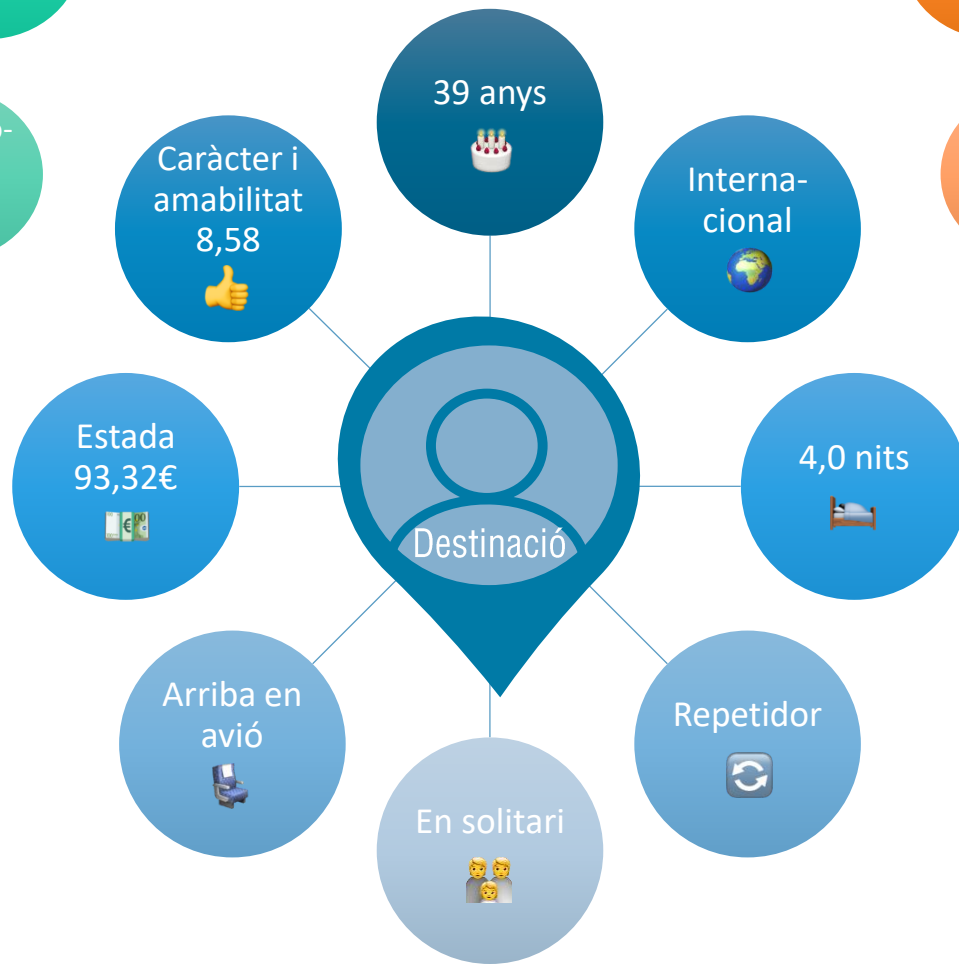 39 anys
Caràcter i
amabilitat
8,58
Interna-
cional
Estada
93,32€
4,0 nits
Destinació
Arriba en
avió
Repetidor
En solitari